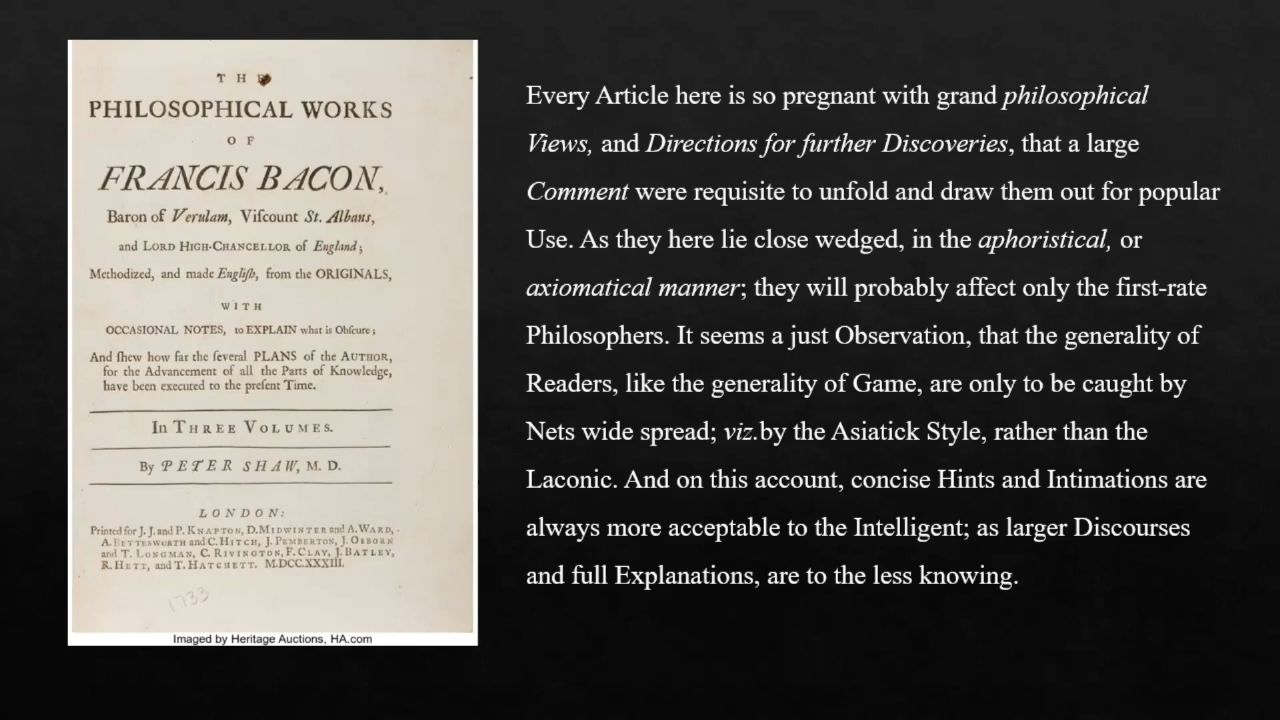 THE
PHILOSOPHICAL WORKS
OF
FRANCIS BACON,
Baron of Verulam, Viſcount St. Albans,
and LORD HIGH-CHANCELLOR of England;
Methodized, and made Engliſh, from the ORIGINALS,
WITH
OCCASIONAL NOTES, to EXPLAIN what is Obſcure;
And ſhew how far the ſeveral PLANS of the AUTHOR,
for the Advancement of all the Parts of Knowledge,
have been executed to the preſent Time.
In THREE VOLUMES.
By PETER SHAW, M. D.
LONDON:
Printed for J. J. and P. KNAPTON, D. MIDWINTER and A. WARD,
A. BETTESWORTH and C. HITCH, J. PEMBERTON, J. OSBORN
and T. LONGMAN, C. RIVINGTON, F. CLAY, J. BATLEY,
R. HETT, and T. HATCHETT. M.DCC.XXXIII.
1733
Imaged by Heritage Auctions, HA.com
Every Article here is so pregnant with grand philosophical
Views, and Directions for further Discoveries, that a large
Comment were requisite to unfold and draw them out for popular
Use. As they here lie close wedged, in the aphoristical, or
axiomatical manner; they will probably affect only the first-rate
Philosophers. It seems a just Observation, that the generality of
Readers, like the generality of Game, are only to be caught by
Nets wide spread; viz.by the Asiatick Style, rather than the
Laconic. And on this account, concise Hints and Intimations are
always more acceptable to the Intelligent; as larger Discourses
and full Explanations, are to the less knowing.